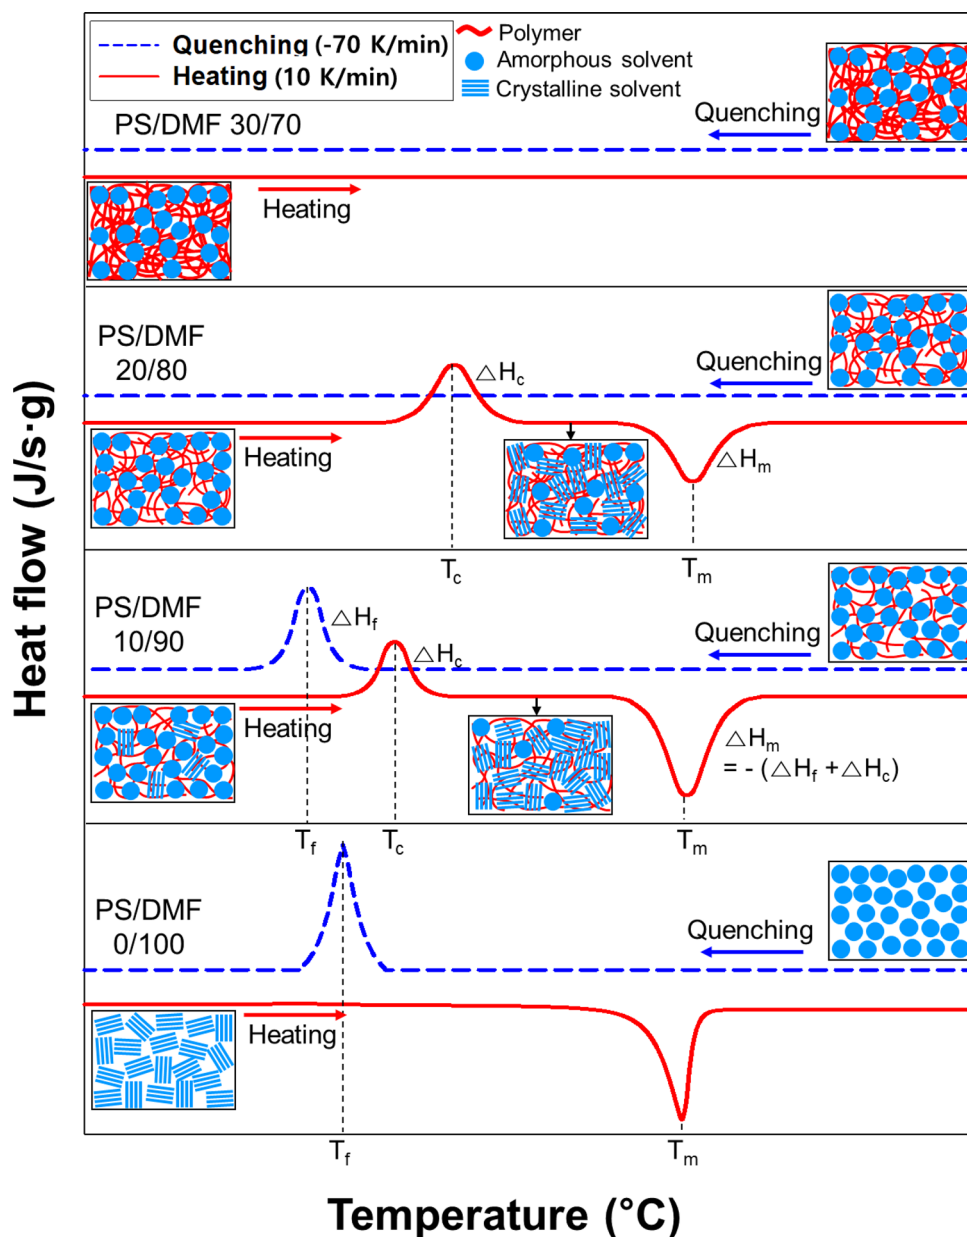 Quenching (-70 K/min)
Heating (10 K/min)
Polymer
Amorphous solvent
Crystalline solvent
PS/DMF 30/70
Quenching
Heating
PS/DMF
20/80
△Hc
Quenching
Heating
△Hm
Tc
Tm
PS/DMF
10/90
△Hf
△Hc
Quenching
Heating
△Hm
= - (△Hf +△Hc)
Tf
Tc
Tm
PS/DMF
0/100
Quenching
Heating
Tf
Tm
Heat flow (J/s·g)
Temperature (°C)